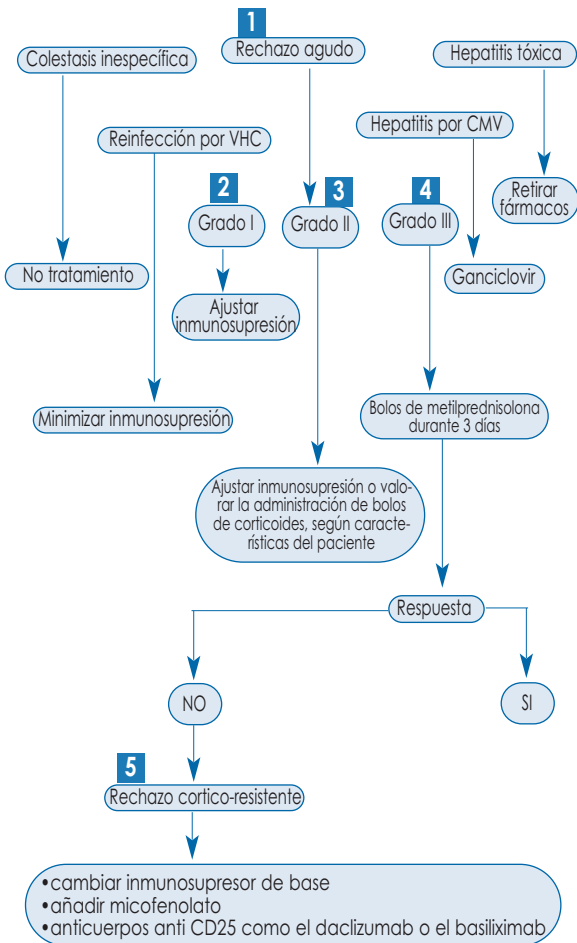 1
Rechazo agudo
Colestasis inespecífica
Hepatitis tóxica
Reinfección por VHC
Hepatitis por CMV
2
Grado I
3
Grado II
4
Grado III
Retirar
fármacos
No tratamiento
Ganciclovir
Ajustar
inmunosupresión
Minimizar inmunosupresión
Bolos de metilprednisolona
durante 3 días
Ajustar inmunosupresión o valo-
rar la administración de bolos
de corticoides, según caracte-
rísticas del paciente
Respuesta
NO
SI
5
Rechazo cortico-resistente
•cambiar inmunosupresor de base
•añadir micofenolato
•anticuerpos anti CD25 como el daclizumab o el basiliximab